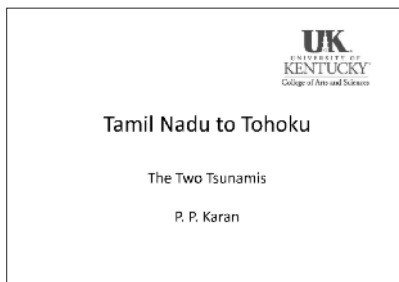 UK
UNIVERSITY OF
KENTUCKY
College of Arts and Sciences
Tamil Nadu to Tohoku
The Two Tsunamis
P. P. Karan